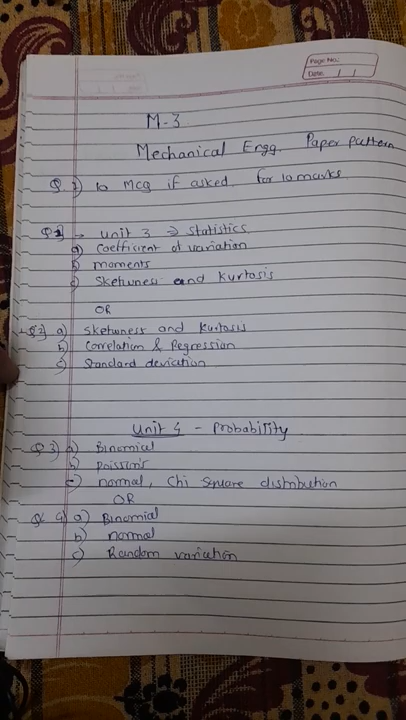 Page No.:
Date. / /
M-3
Mechanical Engg. Paper pattern
Q.1) 10 Mcq if asked. for 10 marks
Q1 → unit 3 ⇒ Statistics
a) coefficient of variation
b) moments
c) Skewness and Kurtosis
OR
Q2) a) skewness and kurtosis
b) correlation & Regression
c) Standard deviation
Unit 4 - Probability
Q 3) a) Binomial
b) poisson's
c) normal, Chi Square distribution
OR
Q 4) a) Binomial
b) normal
c) Random variation